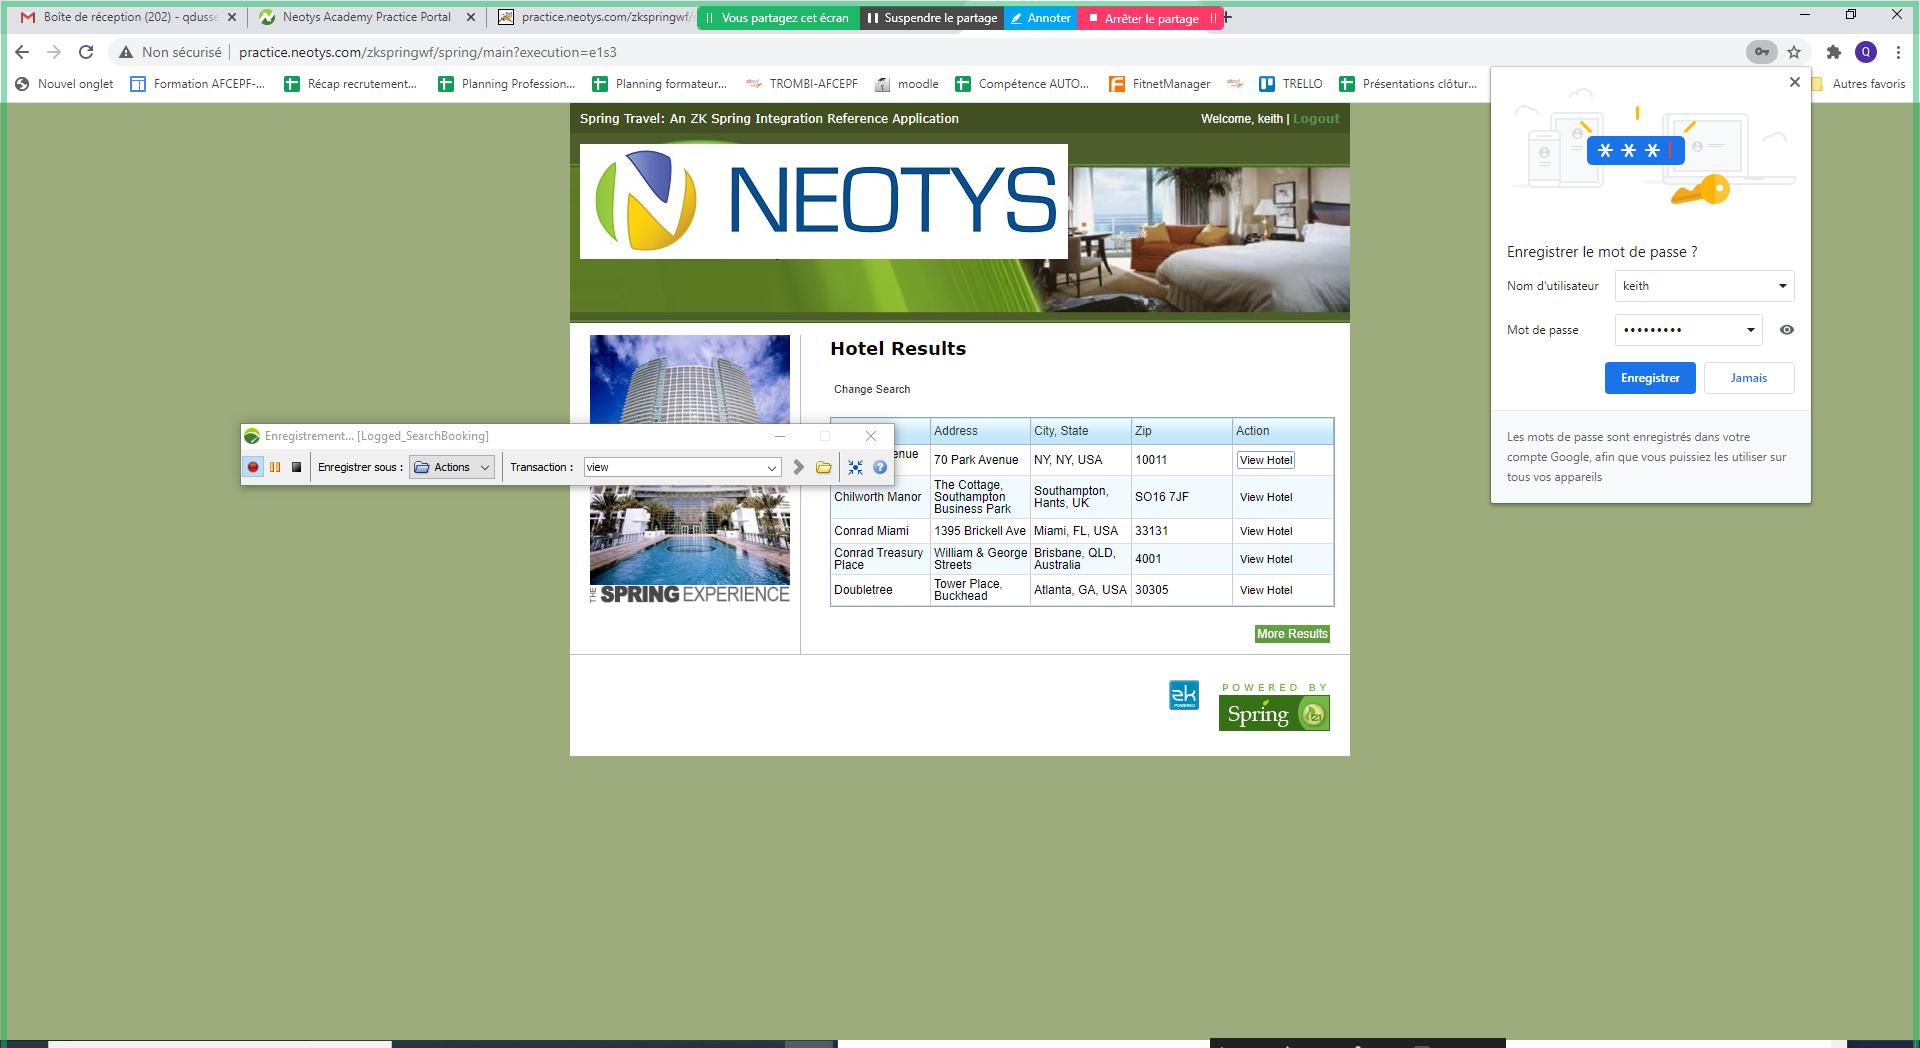 Boîte de réception (202) - qdusse
Neotys Academy Practice Portal
practice.neotys.com/zkspringwf/s
Vous partagez cet écran
Suspendre le partage
Annoter
Arrêter le partage
Non sécurisé
practice.neotys.com/zkspringwf/spring/main?execution=e1s3
Q
Nouvel onglet
Formation AFCEPF-...
Récap recrutement...
Planning Profession...
Planning formateur...
TROMBI-AFCEPF
moodle
Compétence AUTO...
FitnetManager
TRELLO
Présentations clôtur...
Autres favoris
Spring Travel: An ZK Spring Integration Reference Application
Welcome, keith | Logout
NEOTYS
Enregistrer le mot de passe ?
Nom d'utilisateur
keith
Mot de passe
•••••••••
Enregistrer
Jamais
Les mots de passe sont enregistrés dans votre
compte Google, afin que vous puissiez les utiliser sur
tous vos appareils
Hotel Results
Change Search
Address City, State Zip Action
enue
70 Park Avenue NY, NY, USA 10011 View Hotel
Chilworth Manor
The Cottage,
Southampton
Business Park
Southampton,
Hants, UK
SO16 7JF
View Hotel
Conrad Miami 1395 Brickell Ave Miami, FL, USA 33131 View Hotel
Conrad Treasury
Place
William & George
Streets
Brisbane, QLD,
Australia
4001
View Hotel
Doubletree
Tower Place,
Buckhead
Atlanta, GA, USA
30305
View Hotel
More Results
Enregistrement... [Logged_SearchBooking]
Enregistrer sous : Actions
Transaction : view
THE SPRING EXPERIENCE
zk
POWERED
POWERED BY
Spring